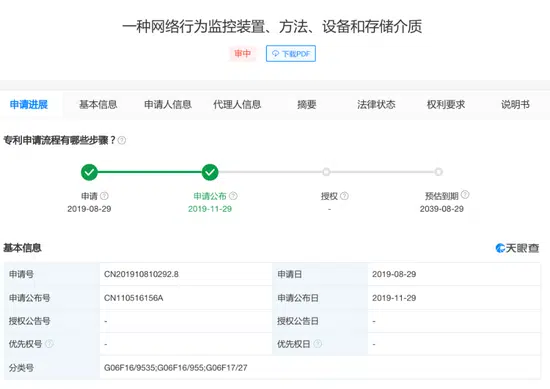 一种网络行为监控装置、方法、设备和存储介质
审中 下载PDF
申请进展 基本信息 申请人信息 代理人信息 摘要 法律状态 权利要求 说明书
专利申请流程有哪些步骤？
申请 申请公布 授权 预估到期
2019-08-29 2019-11-29 - 2039-08-29
基本信息 天眼查
申请号 CN201910810292.8 申请日 2019-08-29
申请公布号 CN110516156A 申请公布日 2019-11-29
授权公告号 - 授权公告日 -
优先权号 - 优先权日 -
分类号 G06F16/9535;G06F16/955;G06F17/27